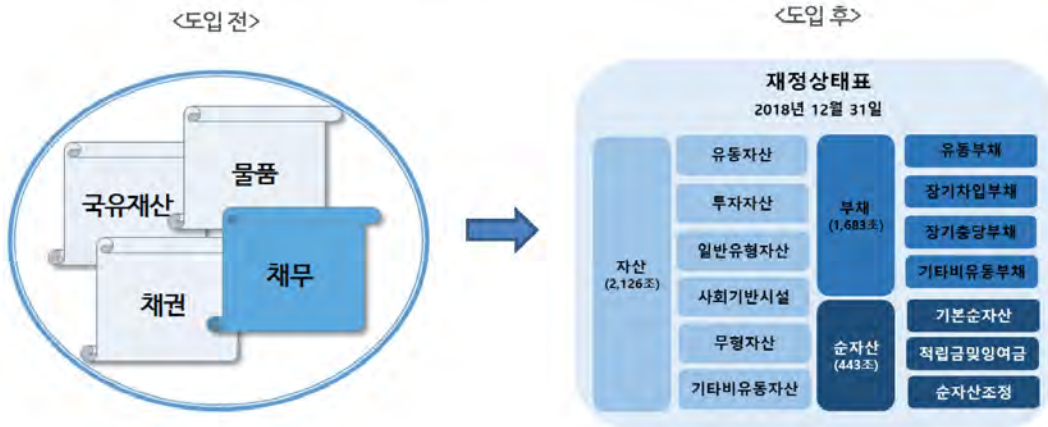 <도입 전>
국유재산
물품
채권
채무
<도입 후>
재정상태표
2018년 12월 31일
자산
(2,126조)
유동자산
투자자산
일반유형자산
사회기반시설
무형자산
기타비유동자산
부채
(1,683조)
순자산
(443조)
유동부채
장기차입부채
장기충당부채
기타비유동부채
기본순자산
적립금및잉여금
순자산조정